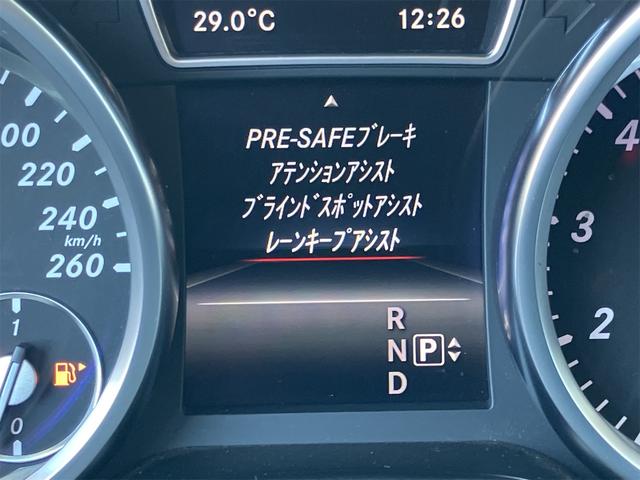 29.0°C 12:26
PRE-SAFEブレーキ
アテンションアシスト
ブラインドスポットアシスト
レーンキープアシスト
R
N P
D
220
240
km/h
260
1
0
4
3
2